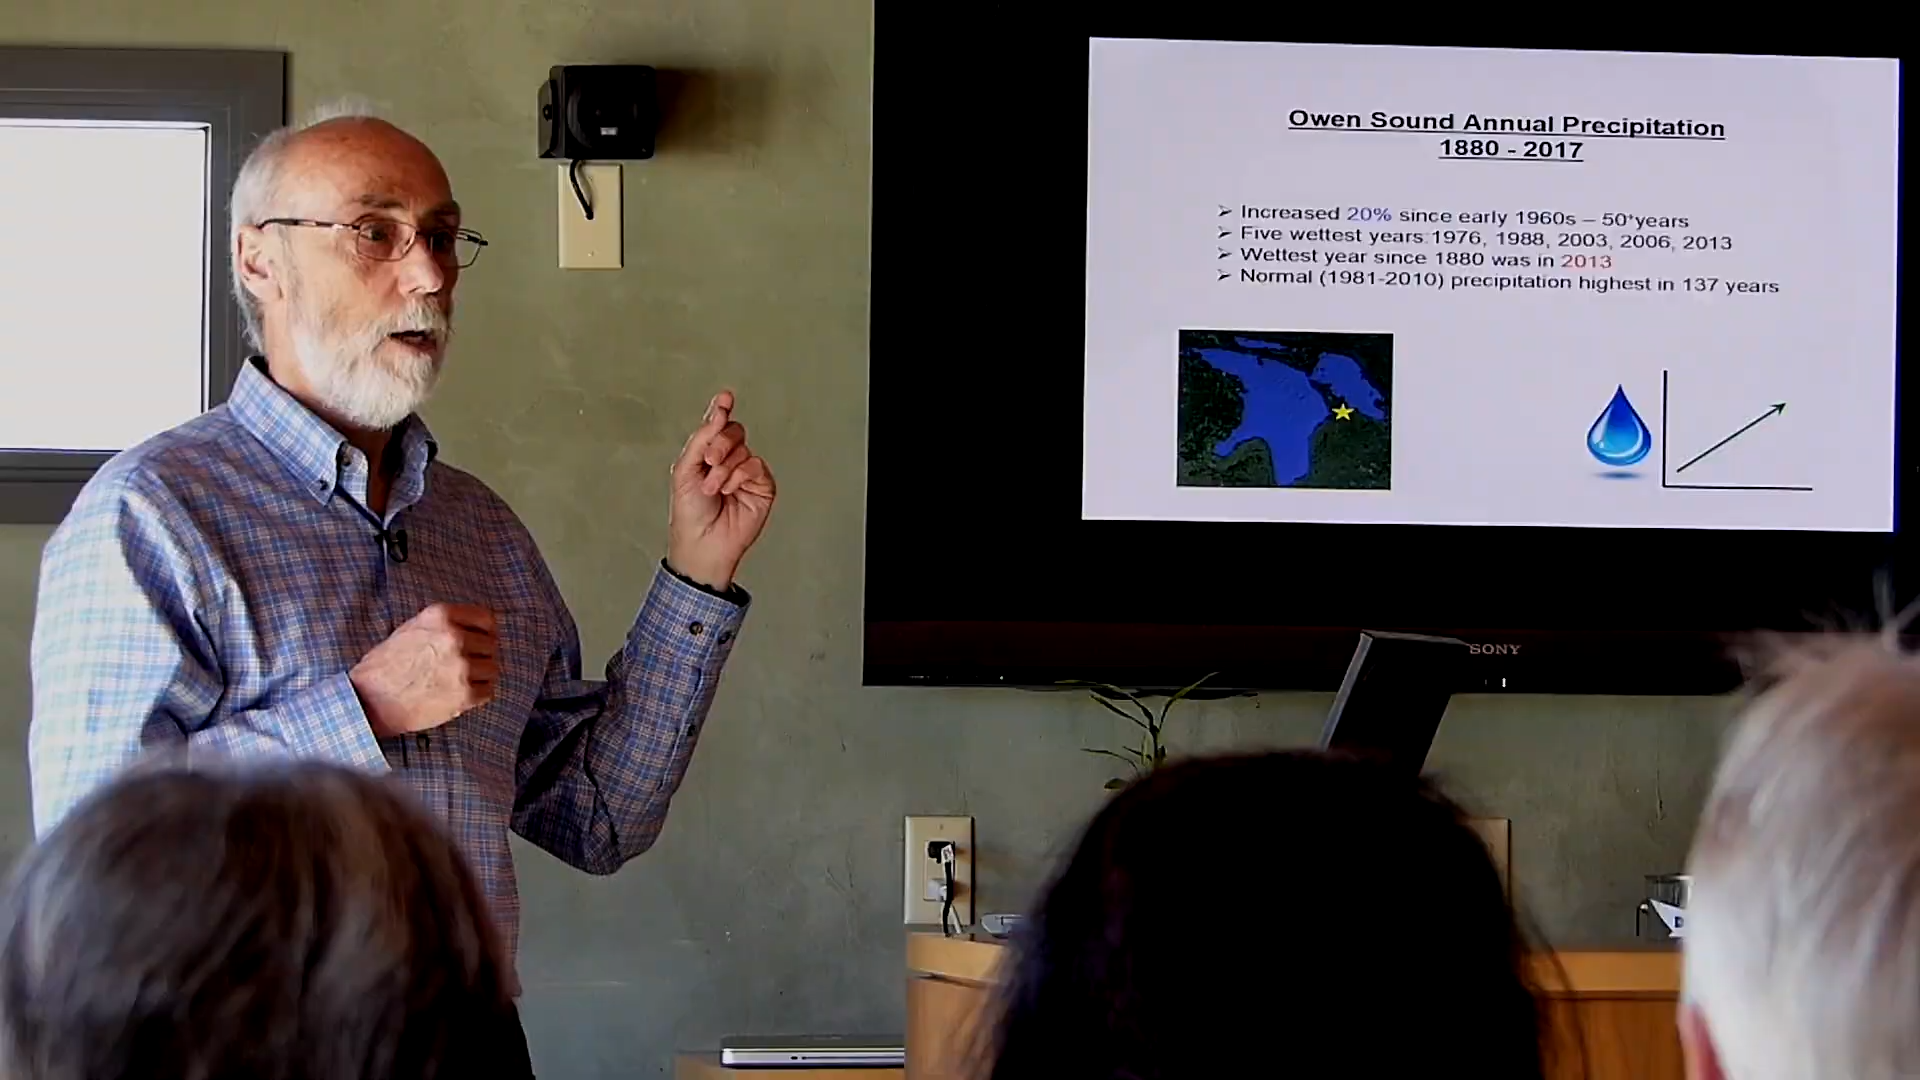 Owen Sound Annual Precipitation
1880 - 2017
➢ Increased 20% since early 1960s – 50⁺years
➢ Five wettest years: 1976, 1988, 2003, 2006, 2013
➢ Wettest year since 1880 was in 2013
➢ Normal (1981-2010) precipitation highest in 137 years
SONY